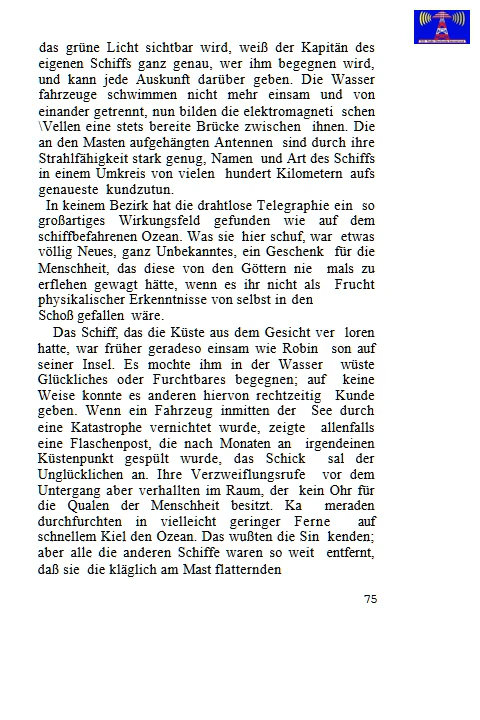 das grüne Licht sichtbar wird, weiß der Kapitän des
eigenen Schiffs ganz genau, wer ihm begegnen wird,
und kann jede Auskunft darüber geben. Die Wasser
fahrzeuge schwimmen nicht mehr einsam und von
einander getrennt, nun bilden die elektromagneti schen
\Vellen eine stets bereite Brücke zwischen ihnen. Die
an den Masten aufgehängten Antennen sind durch ihre
Strahlfähigkeit stark genug, Namen und Art des Schiffs
in einem Umkreis von vielen hundert Kilometern aufs
genaueste kundzutun.
In keinem Bezirk hat die drahtlose Telegraphie ein so
großartiges Wirkungsfeld gefunden wie auf dem
schiffbefahrenen Ozean. Was sie hier schuf, war etwas
völlig Neues, ganz Unbekanntes, ein Geschenk für die
Menschheit, das diese von den Göttern nie mals zu
erflehen gewagt hätte, wenn es ihr nicht als Frucht
physikalischer Erkenntnisse von selbst in den
Schoß gefallen wäre.
Das Schiff, das die Küste aus dem Gesicht ver loren
hatte, war früher geradeso einsam wie Robin son auf
seiner Insel. Es mochte ihm in der Wasser wüste
Glückliches oder Furchtbares begegnen; auf keine
Weise konnte es anderen hiervon rechtzeitig Kunde
geben. Wenn ein Fahrzeug inmitten der See durch
eine Katastrophe vernichtet wurde, zeigte allenfalls
eine Flaschenpost, die nach Monaten an irgendeinen
Küstenpunkt gespült wurde, das Schick sal der
Unglücklichen an. Ihre Verzweiflungsrufe vor dem
Untergang aber verhallten im Raum, der kein Ohr für
die Qualen der Menschheit besitzt. Ka meraden
durchfurchten in vielleicht geringer Ferne auf
schnellem Kiel den Ozean. Das wußten die Sin kenden;
aber alle die anderen Schiffe waren so weit entfernt,
daß sie die kläglich am Mast flatternden
75